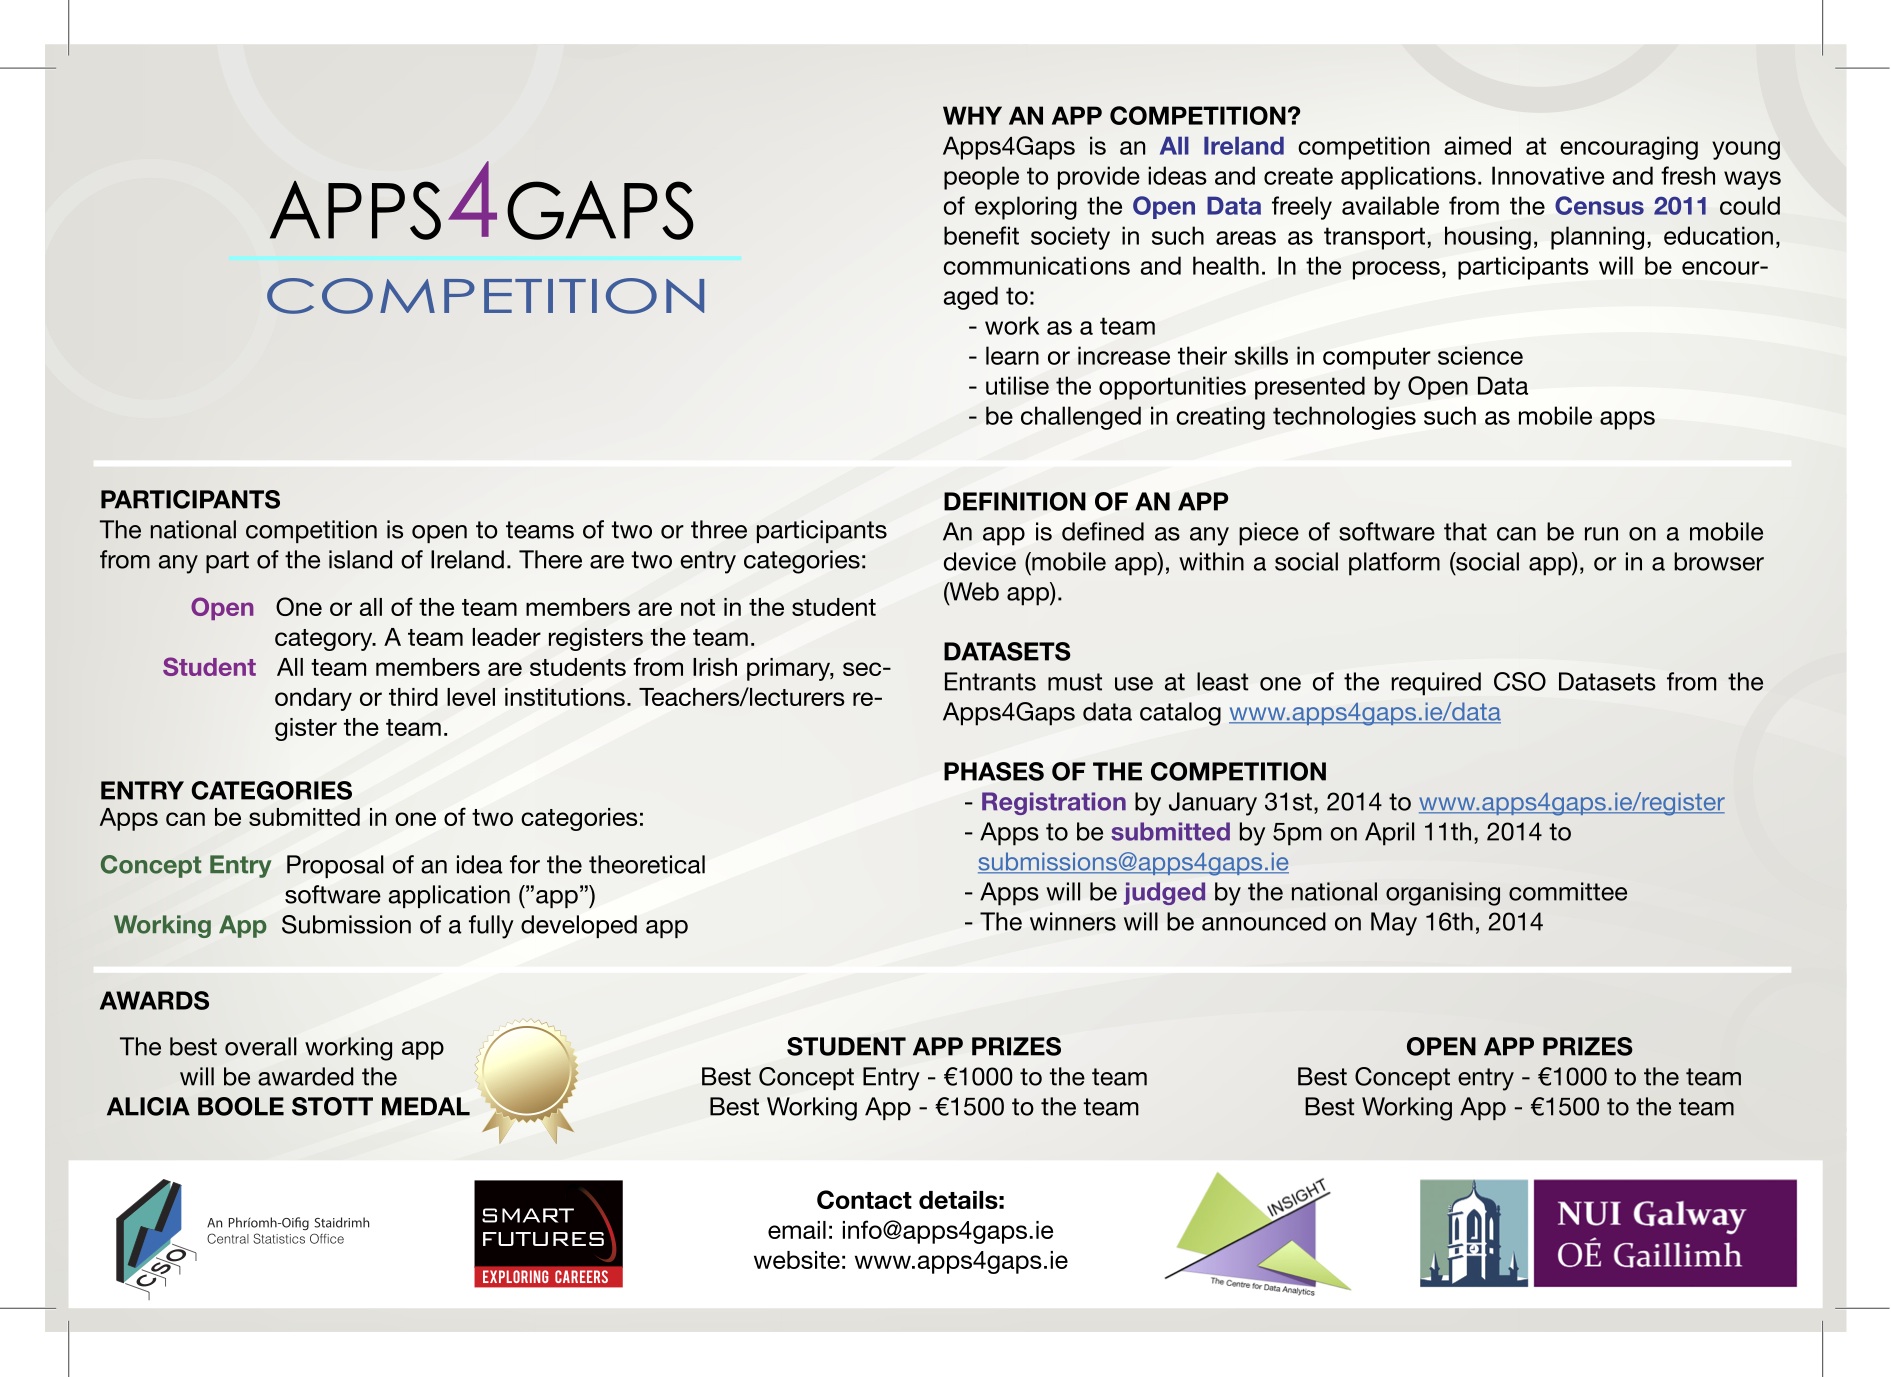 APPS4GAPS
COMPETITION
WHY AN APP COMPETITION?
Apps4Gaps is an All Ireland competition aimed at encouraging young
people to provide ideas and create applications. Innovative and fresh ways
of exploring the Open Data freely available from the Census 2011 could
benefit society in such areas as transport, housing, planning, education,
communications and health. In the process, participants will be encour-
aged to:
- work as a team
- learn or increase their skills in computer science
- utilise the opportunities presented by Open Data
- be challenged in creating technologies such as mobile apps
PARTICIPANTS
The national competition is open to teams of two or three participants
from any part of the island of Ireland. There are two entry categories:
Open One or all of the team members are not in the student
category. A team leader registers the team.
Student All team members are students from Irish primary, sec-
ondary or third level institutions. Teachers/lecturers re-
gister the team.
ENTRY CATEGORIES
Apps can be submitted in one of two categories:
Concept Entry Proposal of an idea for the theoretical
software application (”app”)
Working App Submission of a fully developed app
DEFINITION OF AN APP
An app is defined as any piece of software that can be run on a mobile
device (mobile app), within a social platform (social app), or in a browser
(Web app).
DATASETS
Entrants must use at least one of the required CSO Datasets from the
Apps4Gaps data catalog www.apps4gaps.ie/data
PHASES OF THE COMPETITION
- Registration by January 31st, 2014 to www.apps4gaps.ie/register
- Apps to be submitted by 5pm on April 11th, 2014 to
submissions@apps4gaps.ie
- Apps will be judged by the national organising committee
- The winners will be announced on May 16th, 2014
AWARDS
The best overall working app
will be awarded the
ALICIA BOOLE STOTT MEDAL
STUDENT APP PRIZES
Best Concept Entry - €1000 to the team
Best Working App - €1500 to the team
OPEN APP PRIZES
Best Concept entry - €1000 to the team
Best Working App - €1500 to the team
CSO
An Phríomh-Oifig Staidrimh
Central Statistics Office
SMART
FUTURES
EXPLORING CAREERS
Contact details:
email: info@apps4gaps.ie
website: www.apps4gaps.ie
INSIGHT
The Centre for Data Analytics
NUI Galway
OÉ Gaillimh